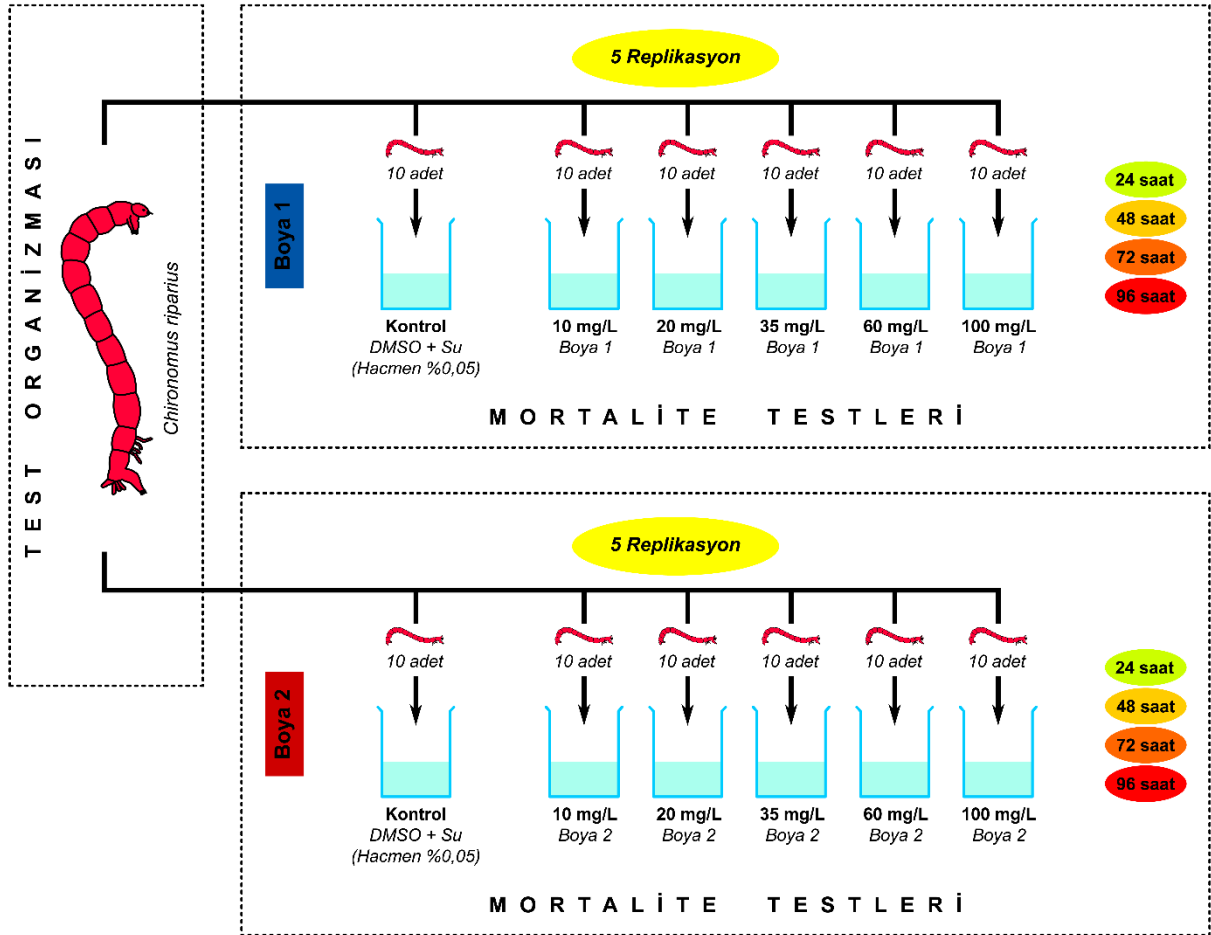 TEST ORGANİZMASI
Chironomus riparius
5 Replikasyon
Boya 1
10 adet 10 adet 10 adet 10 adet 10 adet 10 adet
Kontrol 10 mg/L 20 mg/L 35 mg/L 60 mg/L 100 mg/L
DMSO + Su Boya 1 Boya 1 Boya 1 Boya 1 Boya 1
(Hacmen %0,05)
24 saat
48 saat
72 saat
96 saat
MORTALİTE TESTLERİ
5 Replikasyon
Boya 2
10 adet 10 adet 10 adet 10 adet 10 adet 10 adet
Kontrol 10 mg/L 20 mg/L 35 mg/L 60 mg/L 100 mg/L
DMSO + Su Boya 2 Boya 2 Boya 2 Boya 2 Boya 2
(Hacmen %0,05)
24 saat
48 saat
72 saat
96 saat
MORTALİTE TESTLERİ